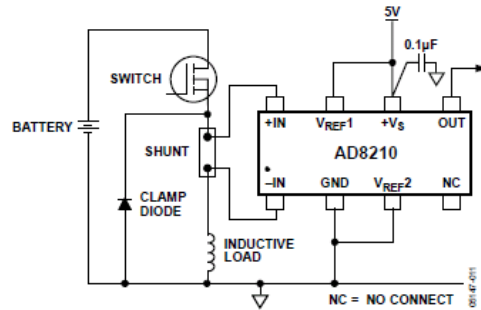 5V
0.1µF
SWITCH
BATTERY
+IN
VREF1
+VS
OUT
SHUNT
AD8210
–IN
GND
VREF2
NC
CLAMP
DIODE
INDUCTIVE
LOAD
NC = NO CONNECT
05147-011